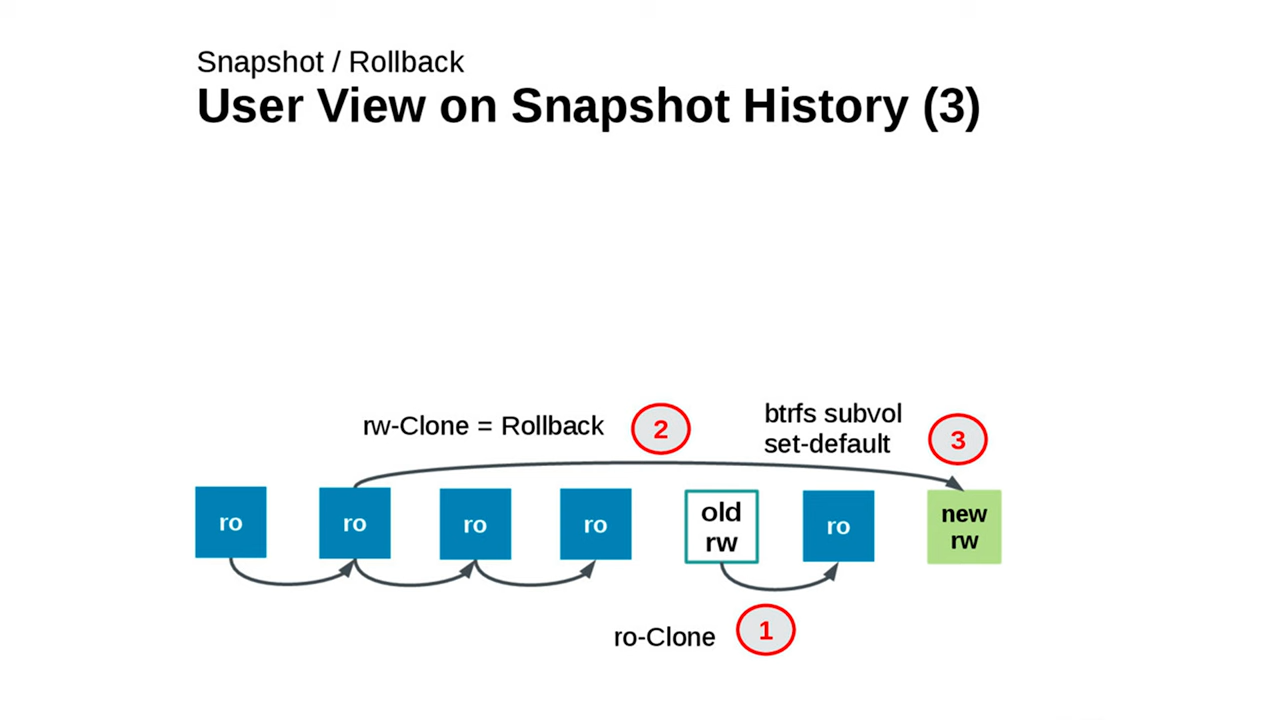 Snapshot / Rollback
User View on Snapshot History (3)
rw-Clone = Rollback
2
btrfs subvol
set-default
3
ro
ro
ro
ro
old
rw
ro
new
rw
ro-Clone
1